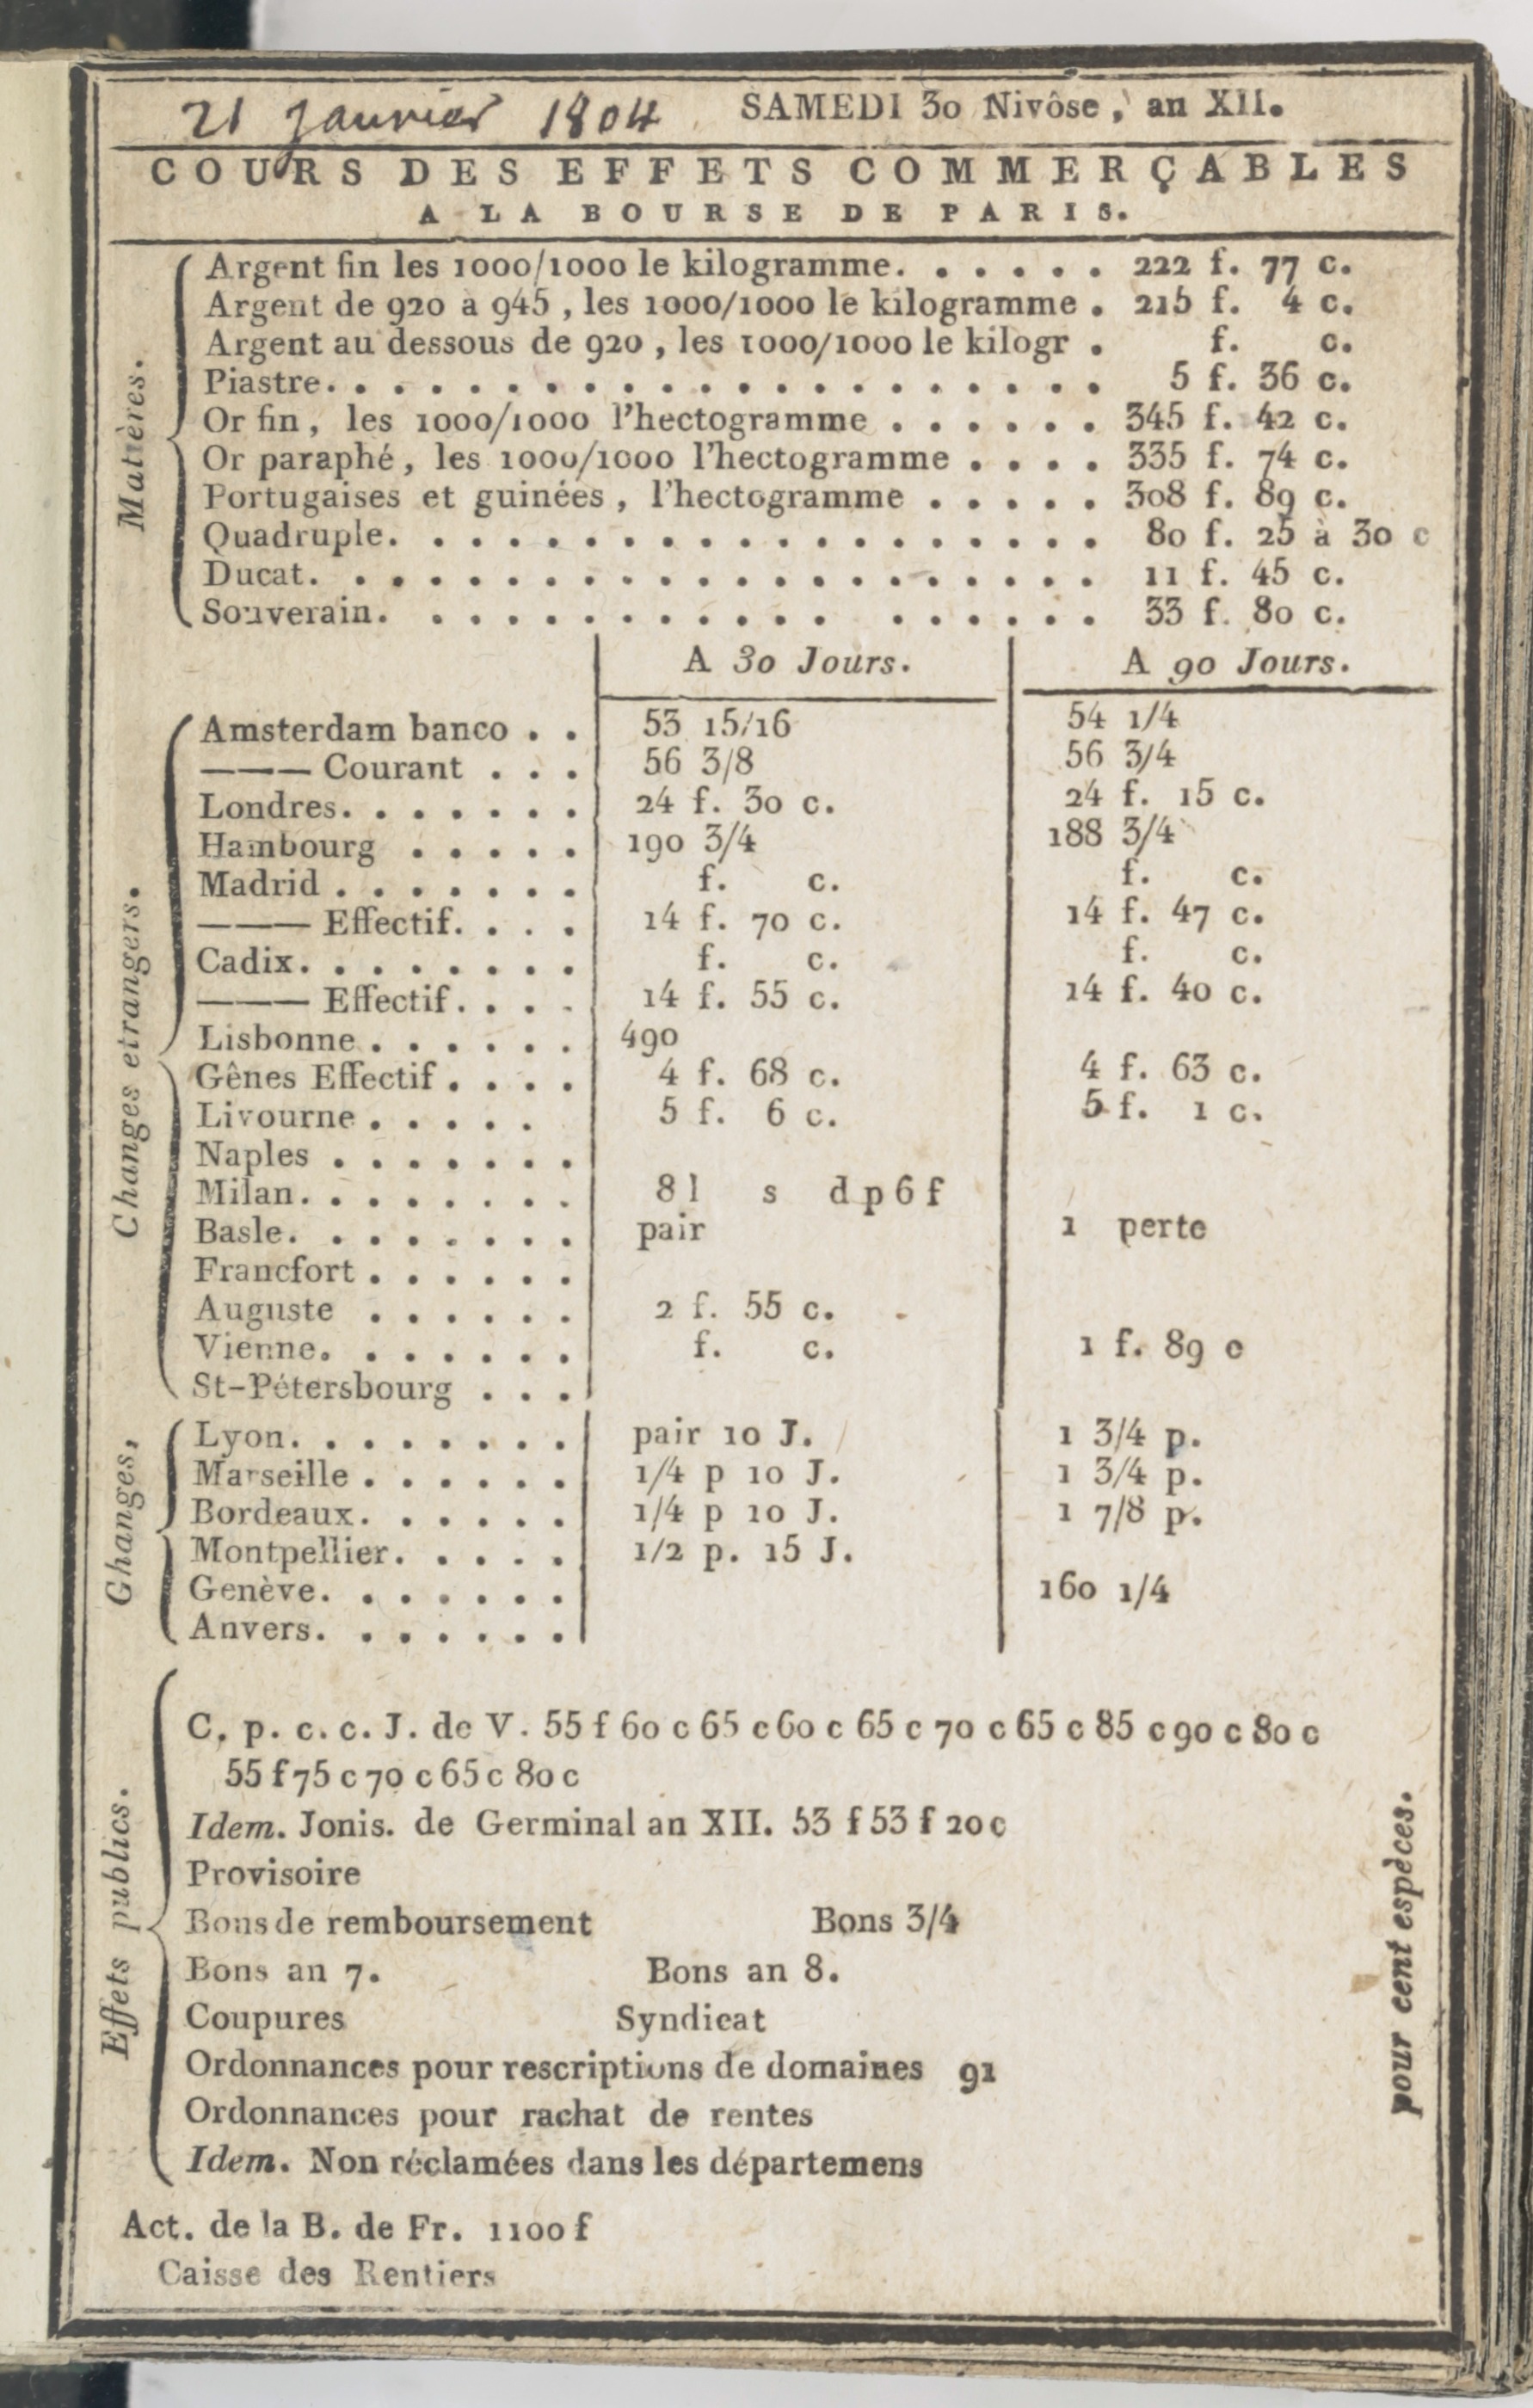 21 Janvier 1804 SAMEDI 30 Nivôse, an XII.
COURS DES EFFETS COMMERÇABLES
A LA BOURSE DE PARIS.
Matières.
Argent fin les 1000/1000 le kilogramme. . . . . . 222 f. 77 c.
Argent de 920 à 945, les 1000/1000 le kilogramme . 215 f. 4 c.
Argent au dessous de 920, les 1000/1000 le kilogr . f. c.
Piastre. . . . . . . . . . . . . . . . . . . . . 5 f. 36 c.
Or fin, les 1000/1000 l'hectogramme . . . . . . 345 f. 42 c.
Or paraphé, les 1000/1000 l'hectogramme . . . . 335 f. 74 c.
Portugaises et guinées, l'hectogramme . . . . . 308 f. 89 c.
Quadruple. . . . . . . . . . . . . . . . . . . 80 f. 25 à 30 c
Ducat. . . . . . . . . . . . . . . . . . . . . 11 f. 45 c.
Souverain. . . . . . . . . . . . . . . . . . 33 f. 80 c.
A 30 Jours. A 90 Jours.
Changes etrangers.
Amsterdam banco . . 53 15/16 54 1/4
——— Courant . . . 56 3/8 56 3/4
Londres. . . . . . . 24 f. 30 c. 24 f. 15 c.
Hambourg . . . . . 190 3/4 188 3/4
Madrid . . . . . . . f. c. f. c.
——— Effectif. . . . 14 f. 70 c. 14 f. 47 c.
Cadix. . . . . . . . f. c. f. c.
——— Effectif. . . . 14 f. 55 c. 14 f. 40 c.
Lisbonne . . . . . . 490
Gênes Effectif . . . . 4 f. 68 c. 4 f. 63 c.
Livourne . . . . . 5 f. 6 c. 5 f. 1 c.
Naples . . . . . . .
Milan. . . . . . . . 8 l s d p 6 f
Basle. . . . . . . . pair 1 perte
Francfort . . . . . .
Auguste . . . . . . 2 f. 55 c.
Vienne. . . . . . . f. c. 1 f. 89 c
St-Pétersbourg . . .
Ghanges,
Lyon. . . . . . . . pair 10 J. 1 3/4 p.
Marseille . . . . . . 1/4 p 10 J. 1 3/4 p.
Bordeaux. . . . . . 1/4 p 10 J. 1 7/8 p.
Montpellier. . . . . 1/2 p. 15 J.
Genève. . . . . . . 160 1/4
Anvers. . . . . . .
Effets publics.
C. p. c. c. J. de V. 55 f 60 c 65 c 60 c 65 c 70 c 65 c 85 c 90 c 80 c
55 f 75 c 70 c 65 c 80 c
Idem. Jonis. de Germinal an XII. 53 f 53 f 20 c
Provisoire
Bons de remboursement Bons 3/4
Bons an 7. Bons an 8.
Coupures Syndicat
Ordonnances pour rescriptions de domaines 91
Ordonnances pour rachat de rentes
Idem. Non réclamées dans les départemens
pour cent espèces.
Act. de la B. de Fr. 1100 f
Caisse des Rentiers